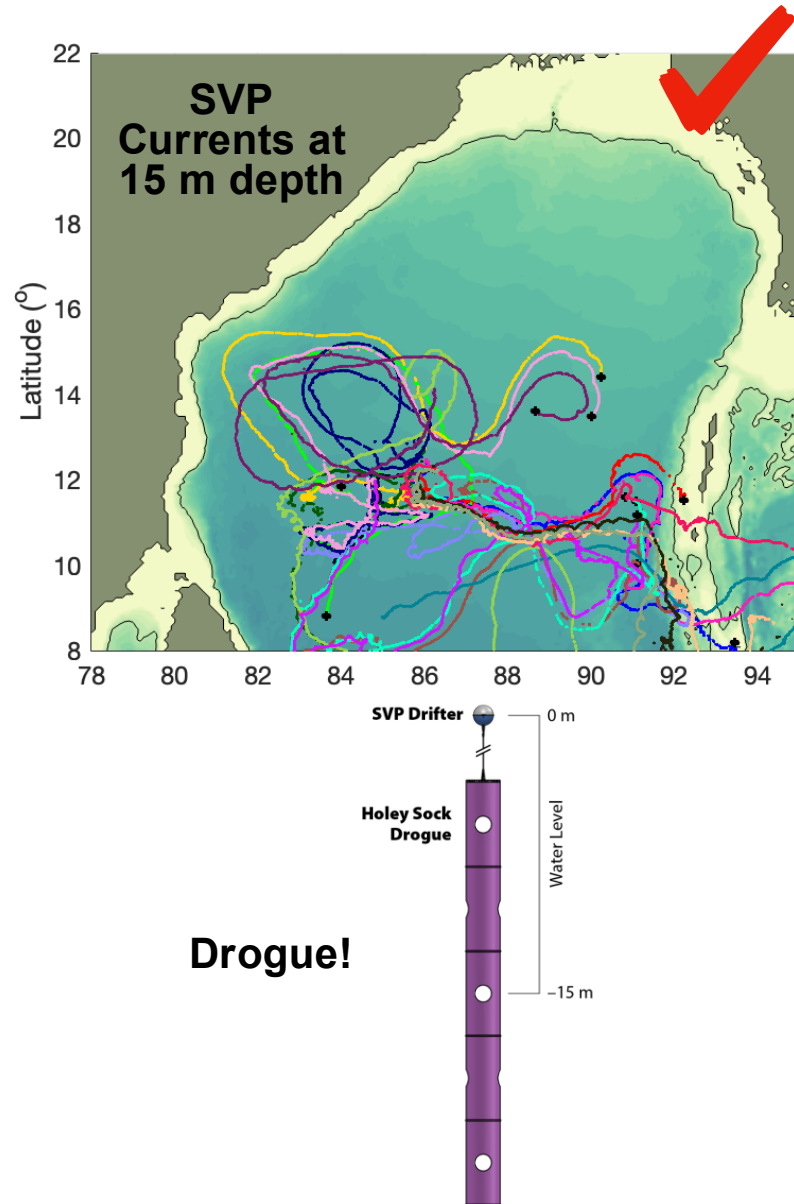 SVP
Currents at
15 m depth
Latitude (°)
22
20
18
16
14
12
10
8
78 80 82 84 86 88 90 92 94
SVP Drifter
0 m
Holey Sock
Drogue
Water Level
Drogue!
–15 m